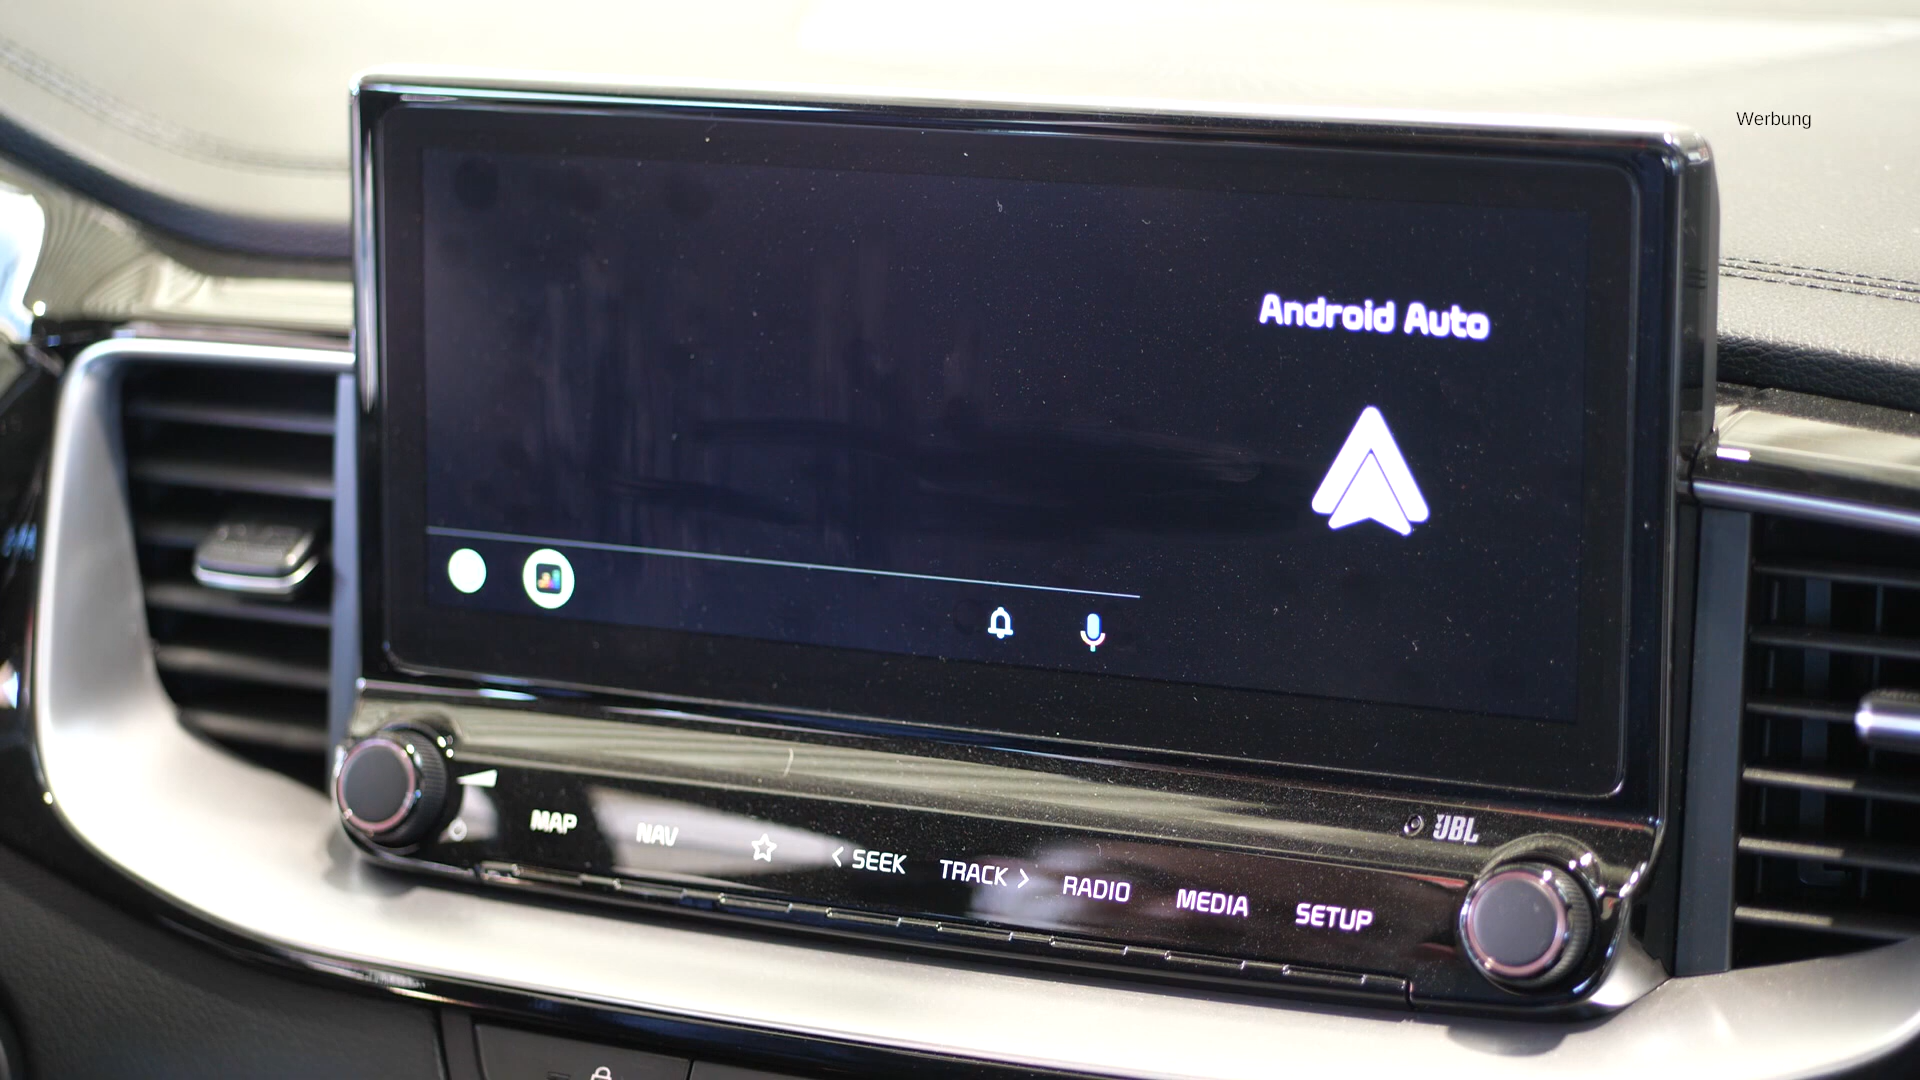 Werbung
Android Auto
JBL
MAP
NAV
< SEEK
TRACK >
RADIO
MEDIA
SETUP